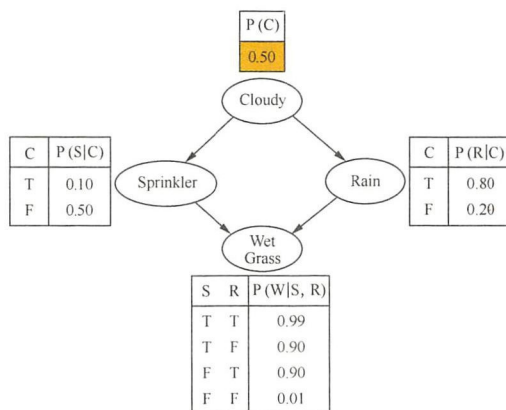 P (C)
0.50
Cloudy
C P (S|C)
T 0.10
F 0.50
Sprinkler
Rain
C P (R|C)
T 0.80
F 0.20
Wet
Grass
S R P (W|S, R)
T T 0.99
T F 0.90
F T 0.90
F F 0.01